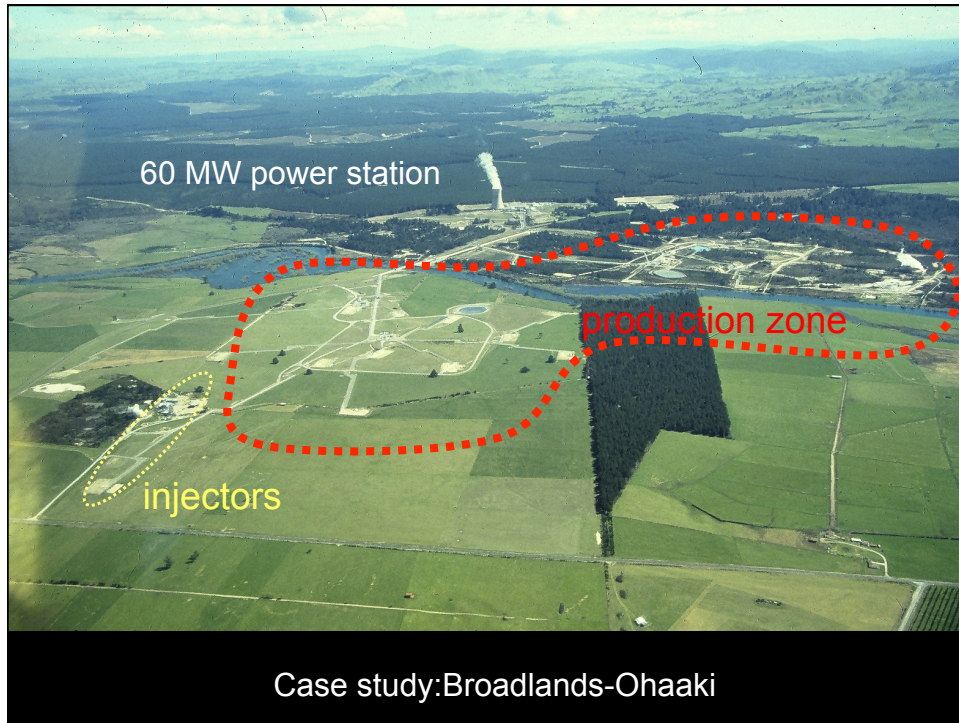 60 MW power station
production zone
injectors
Case study:Broadlands-Ohaaki